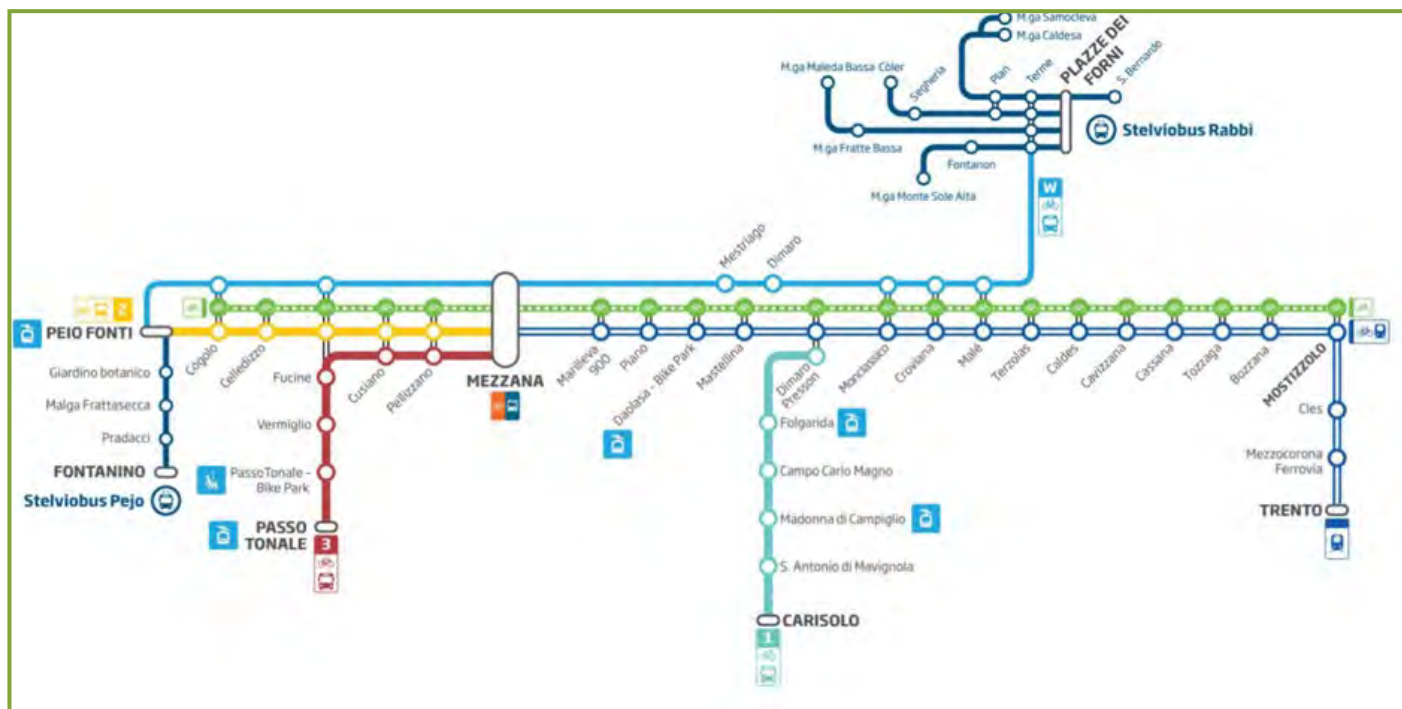 M.ga Samocleva
M.ga Caldesa
PLAZZE DEI
FORNI
S. Bernardo
Terme
Plan
Segheria
M.ga Maleda Bassa
Còler
Stelviobus Rabbi
M.ga Fratte Bassa
Fontanon
M.ga Monte Sole Alta
W
Mestriago
Dimaro
2
PEIO FONTI
Cogolo
Celledizzo
Fucine
Cusiano
Pellizzano
MEZZANA
Marilleva
900
Piano
Daolasa - Bike Park
Mastellina
Dimaro
Presson
Monclassico
Croviana
Malé
Terzolas
Caldes
Cavizzana
Cassana
Tozzaga
Bozzana
MOSTIZZOLO
Giardino botanico
Malga Frattasecca
Pradacci
FONTANINO
Stelviobus Pejo
Vermiglio
Passo Tonale -
Bike Park
PASSO
TONALE
3
Folgarida
Campo Carlo Magno
Madonna di Campiglio
S. Antonio di Mavignola
CARISOLO
1
Cles
Mezzocorona
Ferrovia
TRENTO